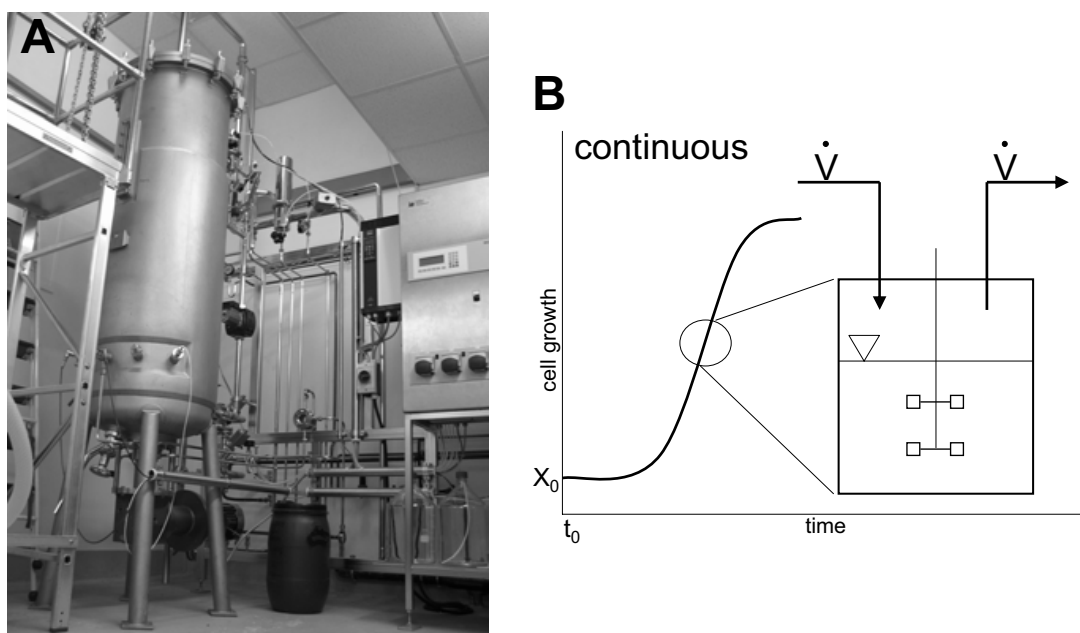 A
B
continuous
V̇
V̇
cell growth
X₀
t₀
time